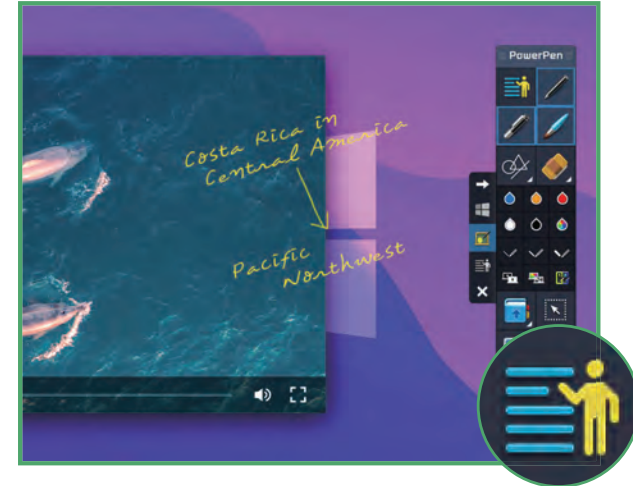 PowerPen
Costa Rica in
Central America
Pacific
Northwest